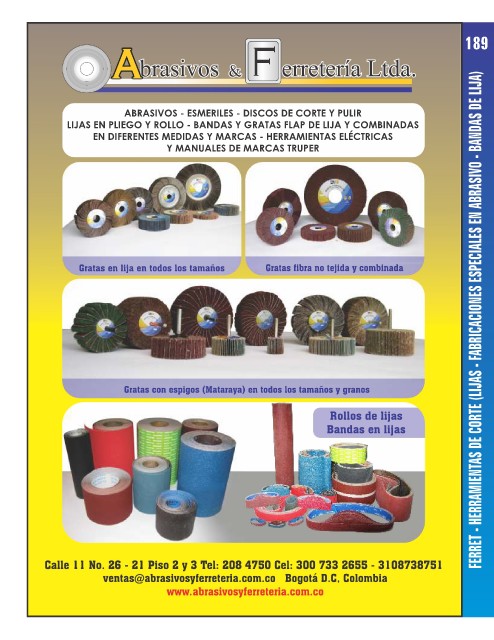 189
Abrasivos & Ferretería Ltda.
ABRASIVOS - ESMERILES - DISCOS DE CORTE Y PULIR
LIJAS EN PLIEGO Y ROLLO - BANDAS Y GRATAS FLAP DE LIJA Y COMBINADAS
EN DIFERENTES MEDIDAS Y MARCAS - HERRAMIENTAS ELÉCTRICAS
Y MANUALES DE MARCAS TRUPER
Gratas en lija en todos los tamaños
Gratas fibra no tejida y combinada
Gratas con espigos (Mataraya) en todos los tamaños y granos
Rollos de lijas
Bandas en lijas
Calle 11 No. 26 - 21 Piso 2 y 3 Tel: 208 4750 Cel: 300 733 2655 - 3108738751
ventas@abrasivosyferreteria.com.co Bogotá D.C, Colombia
www.abrasivosyferreteria.com.co
FERRET - HERRAMIENTAS DE CORTE (LIJAS - FABRICACIONES ESPECIALES EN ABRASIVO - BANDAS DE LIJA)